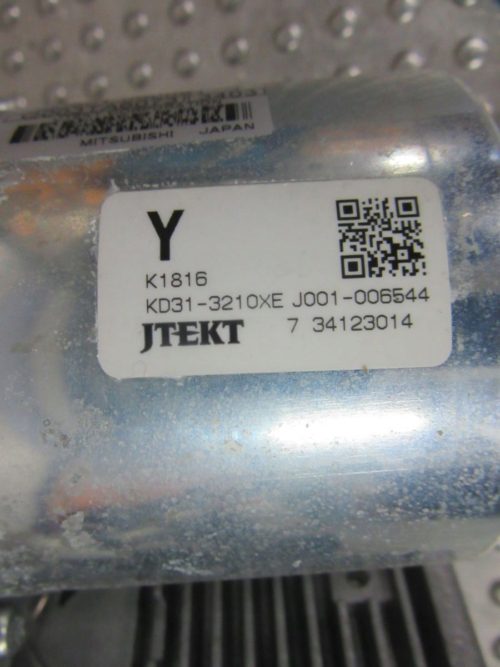 MITSUBISHI JAPAN
Y
K1816
KD31-3210XE J001-006544
JTEKT 7 34123014